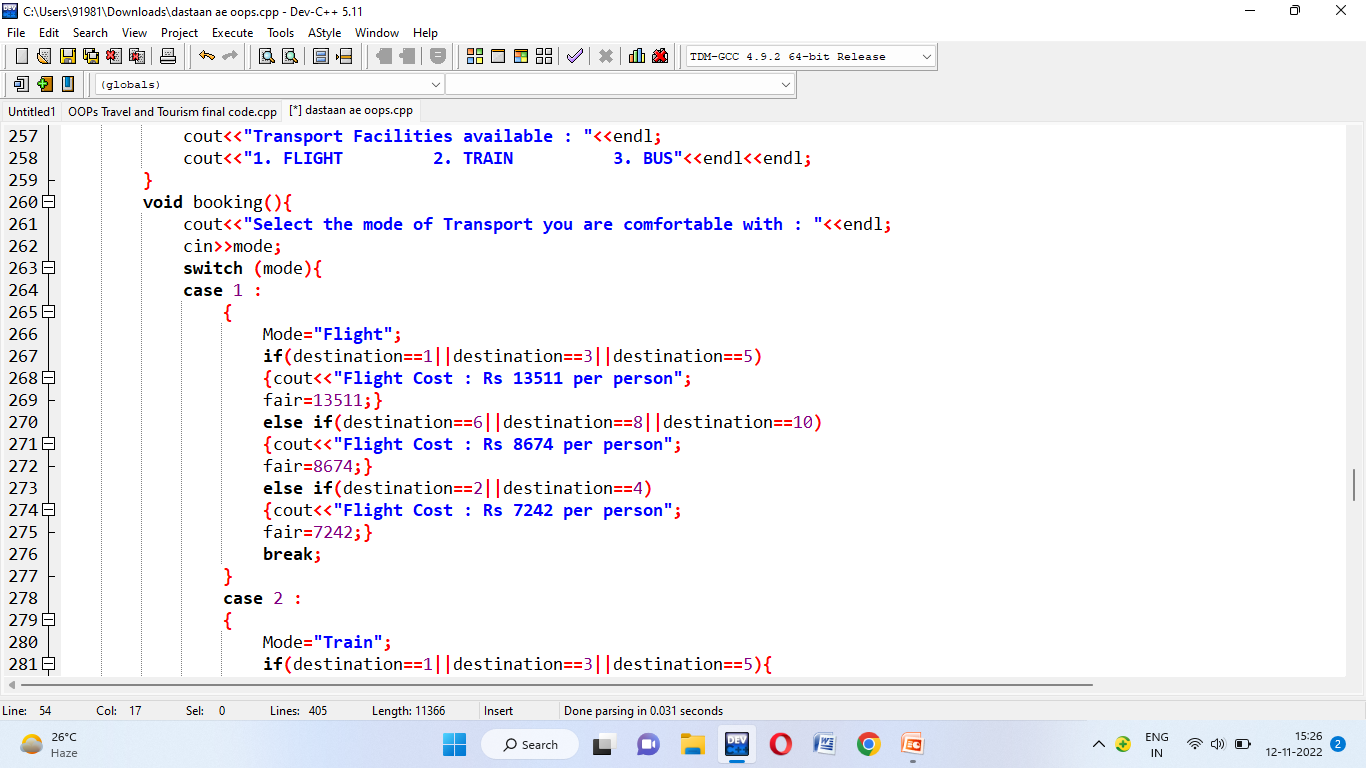 C:\Users\91981\Downloads\dastaan ae oops.cpp - Dev-C++ 5.11
File Edit Search View Project Execute Tools AStyle Window Help
TDM-GCC 4.9.2 64-bit Release
(globals)
Untitled1 OOPs Travel and Tourism final code.cpp [*] dastaan ae oops.cpp
257 cout<<"Transport Facilities available : "<<endl;
258 cout<<"1. FLIGHT         2. TRAIN          3. BUS"<<endl<<endl;
259 }
260 void booking(){
261 cout<<"Select the mode of Transport you are comfortable with : "<<endl;
262 cin>>mode;
263 switch (mode){
264 case 1 :
265 {
266 Mode="Flight";
267 if(destination==1||destination==3||destination==5)
268 {cout<<"Flight Cost : Rs 13511 per person";
269 fair=13511;}
270 else if(destination==6||destination==8||destination==10)
271 {cout<<"Flight Cost : Rs 8674 per person";
272 fair=8674;}
273 else if(destination==2||destination==4)
274 {cout<<"Flight Cost : Rs 7242 per person";
275 fair=7242;}
276 break;
277 }
278 case 2 :
279 {
280 Mode="Train";
281 if(destination==1||destination==3||destination==5){
Line: 54 Col: 17 Sel: 0 Lines: 405 Length: 11366 Insert Done parsing in 0.031 seconds
26°C
Haze
Search
DEV
ENG
IN
15:26
12-11-2022
2